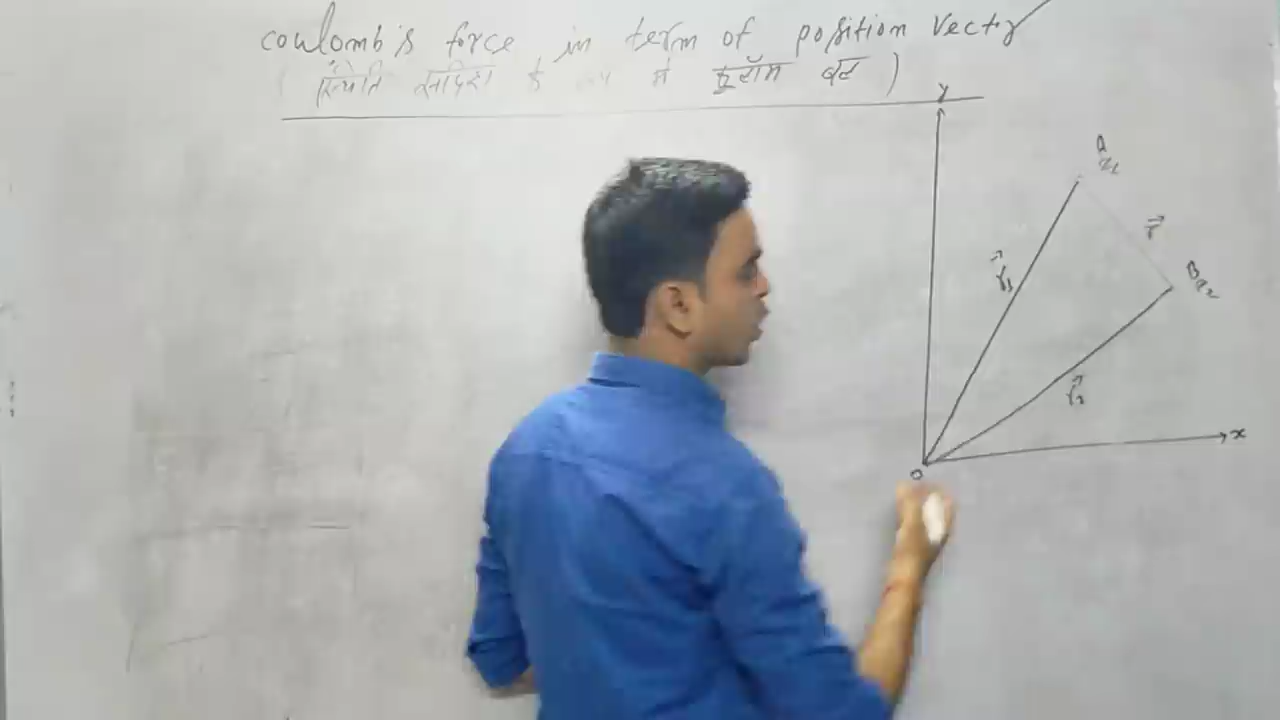 coulomb's force in term of position vector
(स्थिति सदिश के रूप में कूलॉम बल)
y
A
q₁
r⃗
r⃗₁
B q₂
r⃗₂
x
O